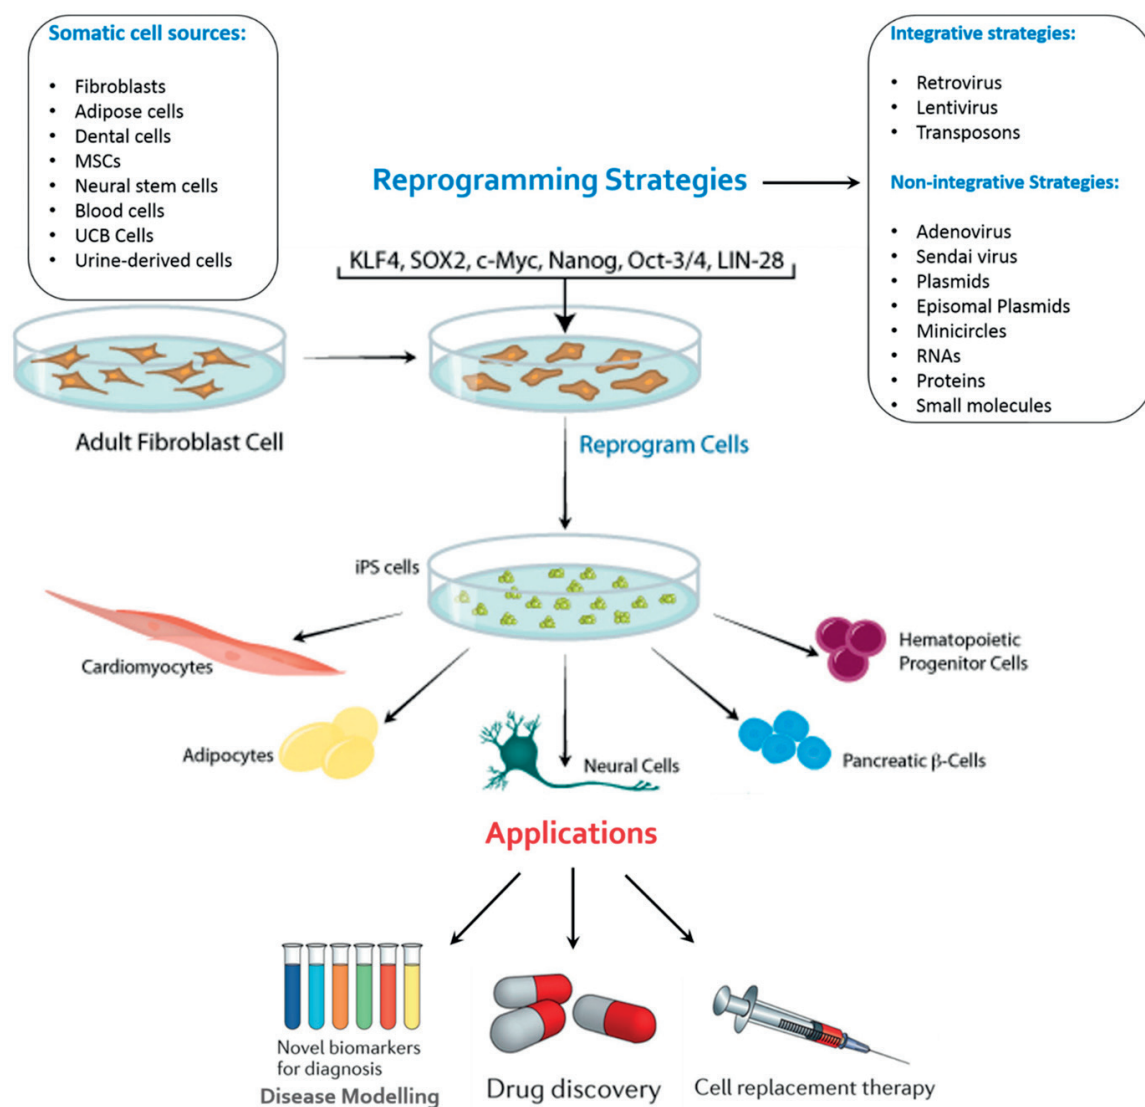 Somatic cell sources:
• Fibroblasts
• Adipose cells
• Dental cells
• MSCs
• Neural stem cells
• Blood cells
• UCB Cells
• Urine-derived cells
Integrative strategies:
• Retrovirus
• Lentivirus
• Transposons
Non-integrative Strategies:
• Adenovirus
• Sendai virus
• Plasmids
• Episomal Plasmids
• Minicircles
• RNAs
• Proteins
• Small molecules
Reprogramming Strategies
KLF4, SOX2, c-Myc, Nanog, Oct-3/4, LIN-28
Adult Fibroblast Cell
Reprogram Cells
iPS cells
Cardiomyocytes
Hematopoietic
Progenitor Cells
Adipocytes
Neural Cells
Pancreatic β-Cells
Applications
Novel biomarkers
for diagnosis
Disease Modelling
Drug discovery
Cell replacement therapy